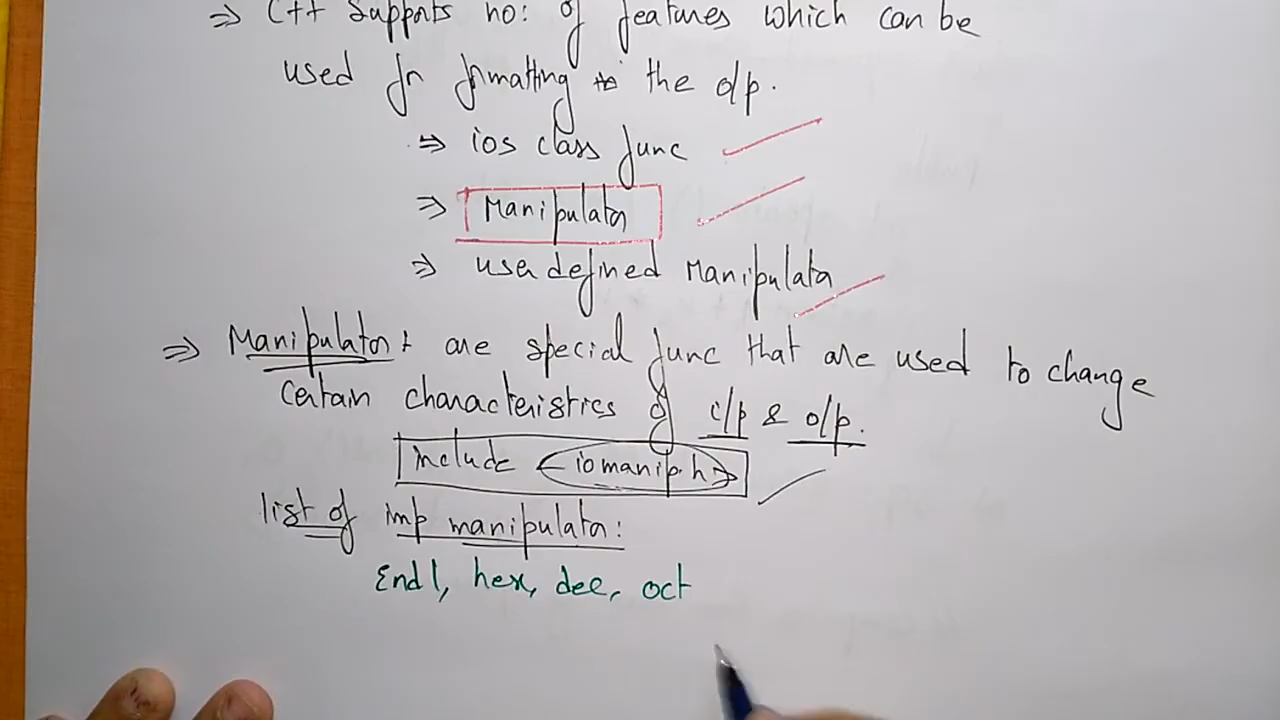 ⇒ C++ supports no: of features which can be
used for formatting the o/p.
⇒ ios class func
⇒ Manipulator
⇒ user defined Manipulator
⇒ Manipulator: are special func that are used to change
certain characteristics of i/p & o/p.
include <iomanip.h>
list of imp manipulator:
Endl, hex, dec, oct